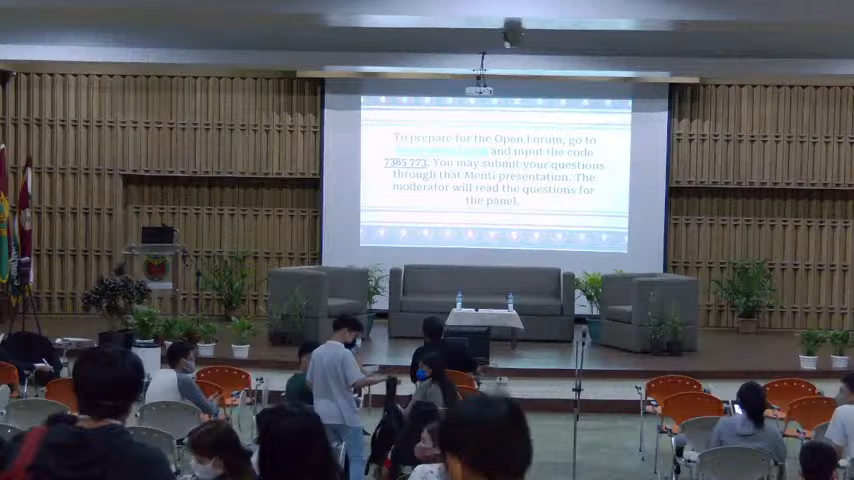 To prepare for the Open Forum, go to
and input the code
7385 773. You may submit your questions
through that Menti presentation. The
moderator will read the questions for
the panel.